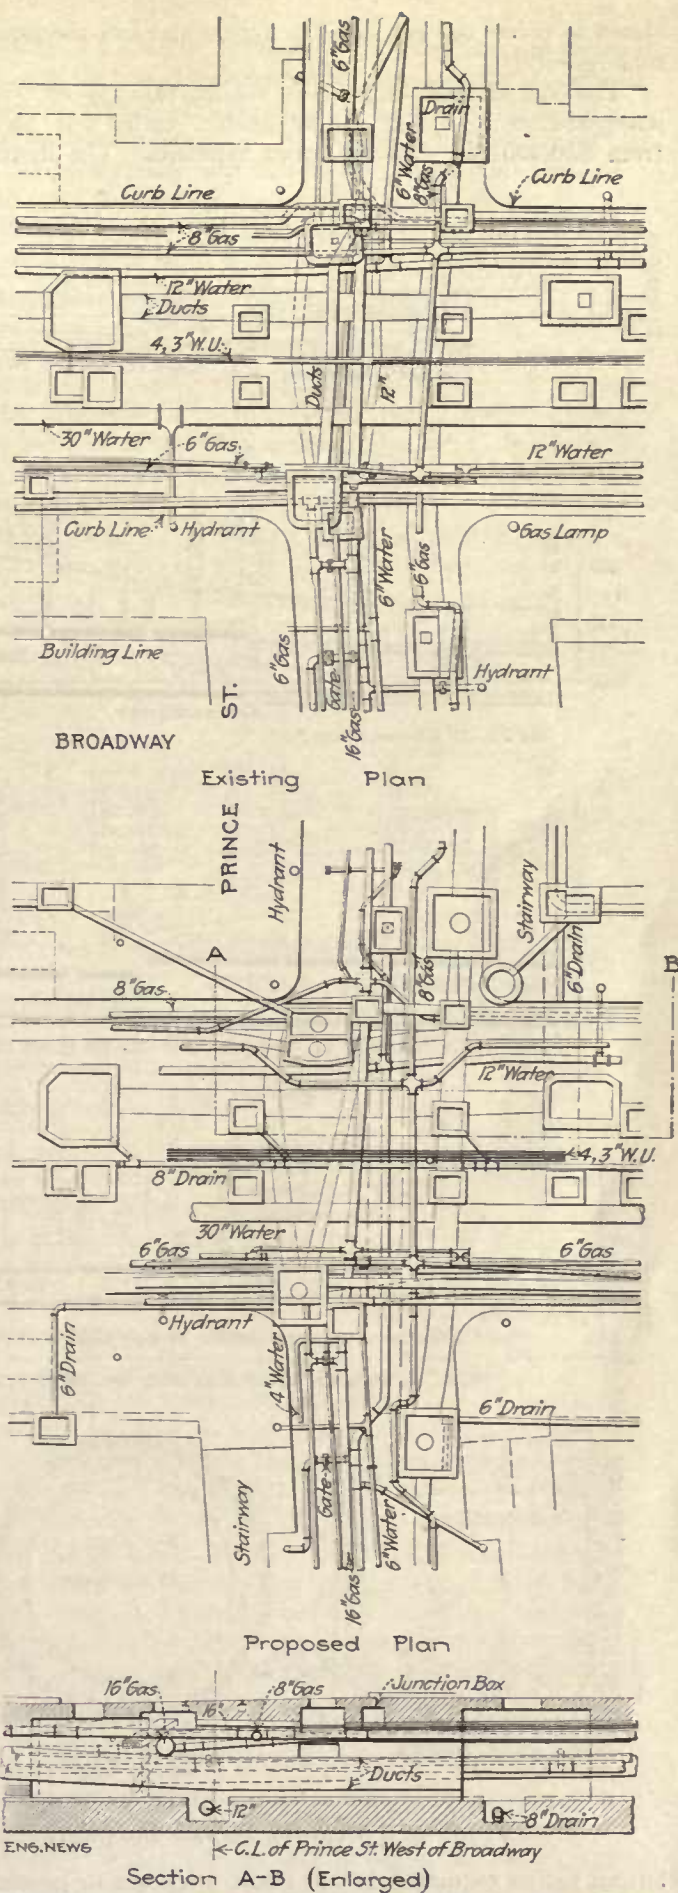 6"Gas
Drain
6"Water
8"Gas
Curb Line
Curb Line
8"Gas
12"Water
Ducts
4, 3"W.U.
Ducts
12"
30"Water
6"Gas
12"Water
Curb Line
Hydrant
Gas Lamp
6"Water
6"Gas
Building Line
6"Gas
Gate
16"Gas
Hydrant
ST.
BROADWAY
Existing Plan
PRINCE
Hydrant
Stairway
6"Drain
A
B
8"Gas
8"Gas
12"Water
4, 3"W.U.
8"Drain
30"Water
6"Gas
6"Gas
Hydrant
6"Drain
4"Water
6"Drain
Stairway
Gate
16"Gas
6"Water
Proposed Plan
16"Gas
8"Gas
Junction Box
16"
Ducts
12"
8"Drain
ENG.NEWS
C.L. of Prince St. West of Broadway
Section A-B (Enlarged)